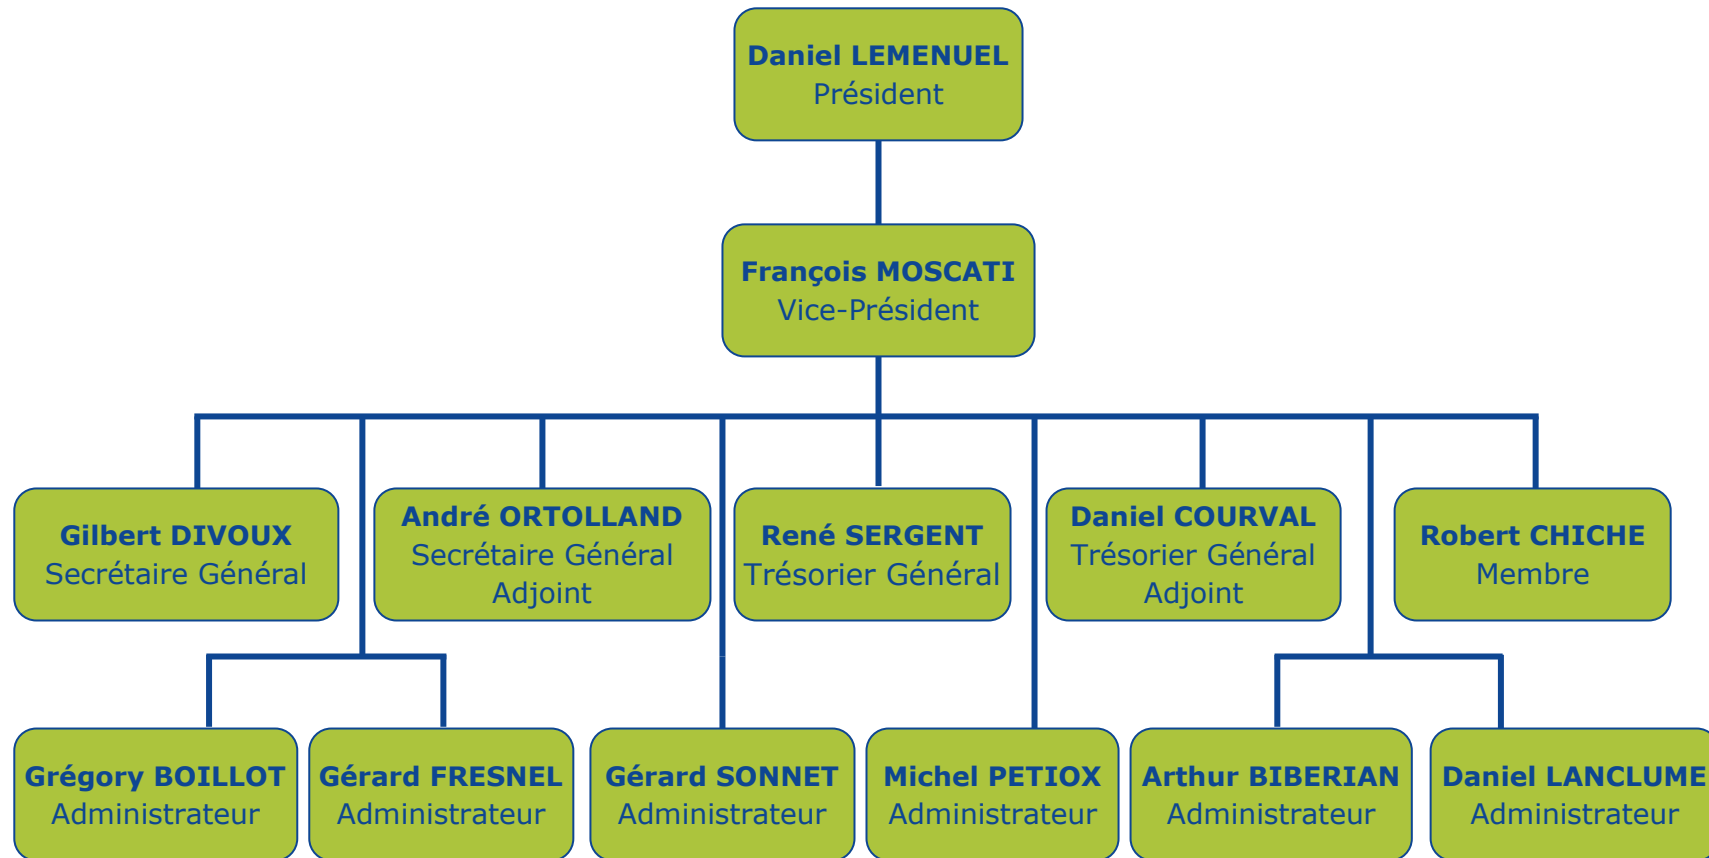 Daniel LEMENUEL
Président
François MOSCATI
Vice-Président
Gilbert DIVOUX
Secrétaire Général
André ORTOLLAND
Secrétaire Général
Adjoint
René SERGENT
Trésorier Général
Daniel COURVAL
Trésorier Général
Adjoint
Robert CHICHE
Membre
Grégory BOILLOT
Administrateur
Gérard FRESNEL
Administrateur
Gérard SONNET
Administrateur
Michel PETIOX
Administrateur
Arthur BIBERIAN
Administrateur
Daniel LANCLUME
Administrateur